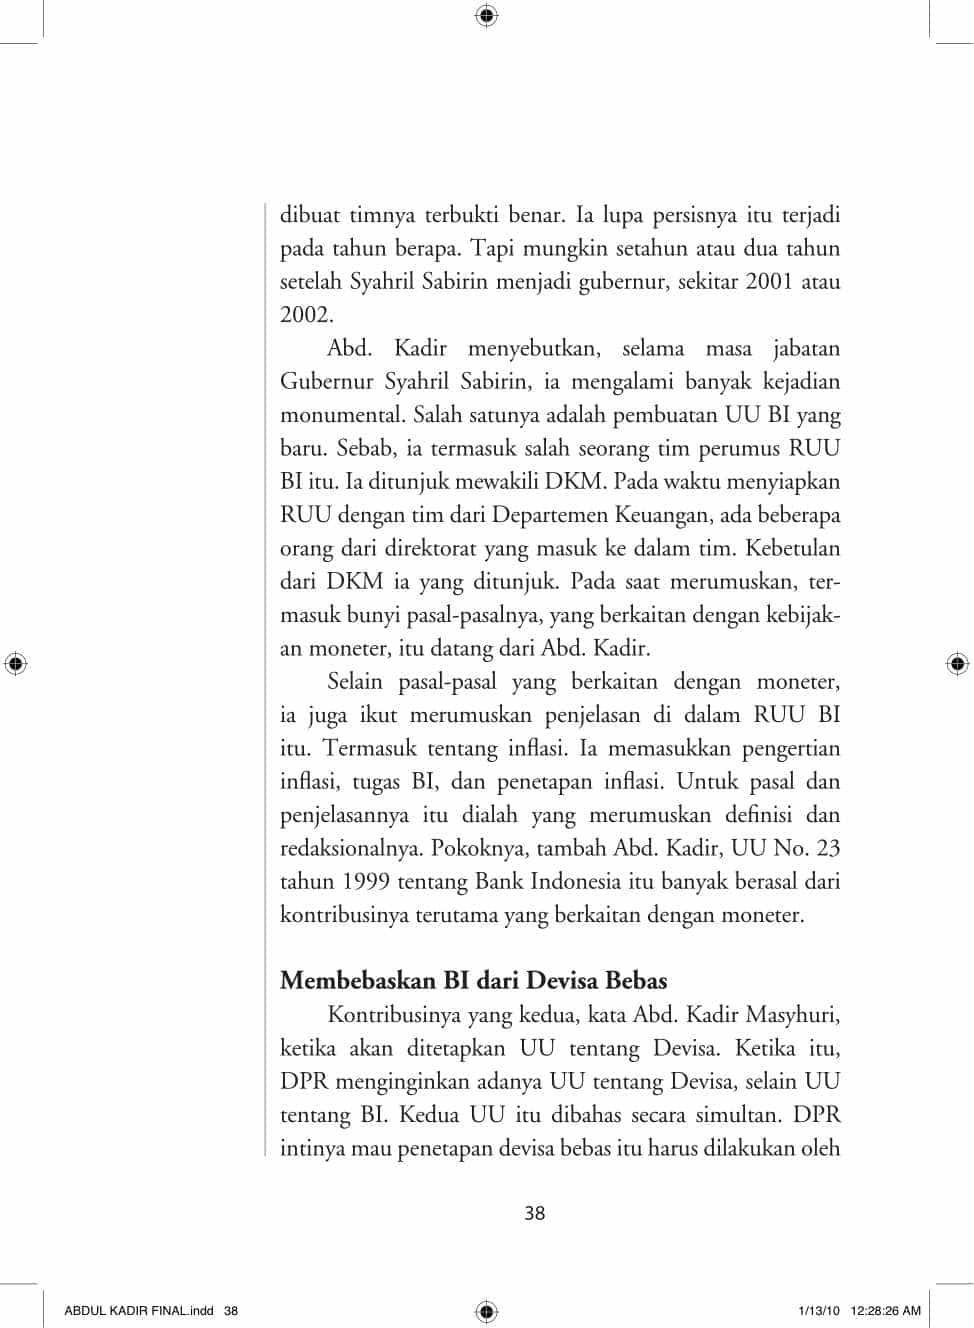 dibuat timnya terbukti benar. Ia lupa persisnya itu terjadi
pada tahun berapa. Tapi mungkin setahun atau dua tahun
setelah Syahril Sabirin menjadi gubernur, sekitar 2001 atau
2002.
Abd. Kadir menyebutkan, selama masa jabatan
Gubernur Syahril Sabirin, ia mengalami banyak kejadian
monumental. Salah satunya adalah pembuatan UU BI yang
baru. Sebab, ia termasuk salah seorang tim perumus RUU
BI itu. Ia ditunjuk mewakili DKM. Pada waktu menyiapkan
RUU dengan tim dari Departemen Keuangan, ada beberapa
orang dari direktorat yang masuk ke dalam tim. Kebetulan
dari DKM ia yang ditunjuk. Pada saat merumuskan, ter-
masuk bunyi pasal-pasalnya, yang berkaitan dengan kebijak-
an moneter, itu datang dari Abd. Kadir.
Selain pasal-pasal yang berkaitan dengan moneter,
ia juga ikut merumuskan penjelasan di dalam RUU BI
itu. Termasuk tentang inflasi. Ia memasukkan pengertian
inflasi, tugas BI, dan penetapan inflasi. Untuk pasal dan
penjelasannya itu dialah yang merumuskan definisi dan
redaksionalnya. Pokoknya, tambah Abd. Kadir, UU No. 23
tahun 1999 tentang Bank Indonesia itu banyak berasal dari
kontribusinya terutama yang berkaitan dengan moneter.
Membebaskan BI dari Devisa Bebas
Kontribusinya yang kedua, kata Abd. Kadir Masyhuri,
ketika akan ditetapkan UU tentang Devisa. Ketika itu,
DPR menginginkan adanya UU tentang Devisa, selain UU
tentang BI. Kedua UU itu dibahas secara simultan. DPR
intinya mau penetapan devisa bebas itu harus dilakukan oleh
38
ABDUL KADIR FINAL.indd 38
1/13/10 12:28:26 AM